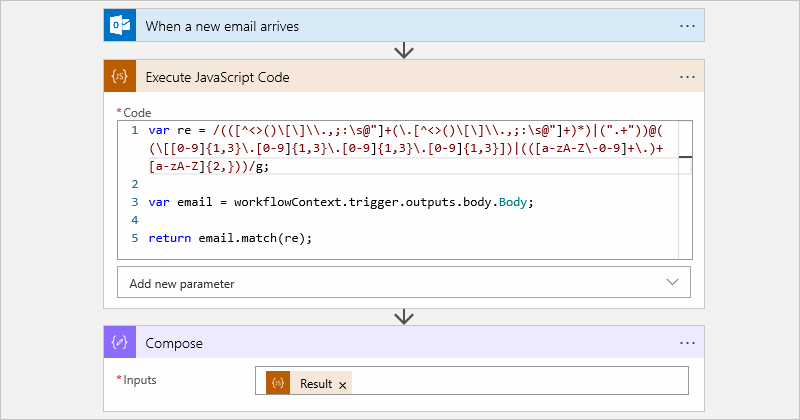 When a new email arrives
...
{JS}
Execute JavaScript Code
...
*Code
1 var re = /(([^<>()\[\]\\.,;:\s@"]+(\.[^<>()\[\]\\.,;:\s@"]+)*)|(".+"))@(
(\[[0-9]{1,3}\.[0-9]{1,3}\.[0-9]{1,3}\.[0-9]{1,3}])|(([a-zA-Z\-0-9]+\.)+
[a-zA-Z]{2,}))/g;
2
3 var email = workflowContext.trigger.outputs.body.Body;
4
5 return email.match(re);
Add new parameter
Compose
...
*Inputs
{JS} Result ×